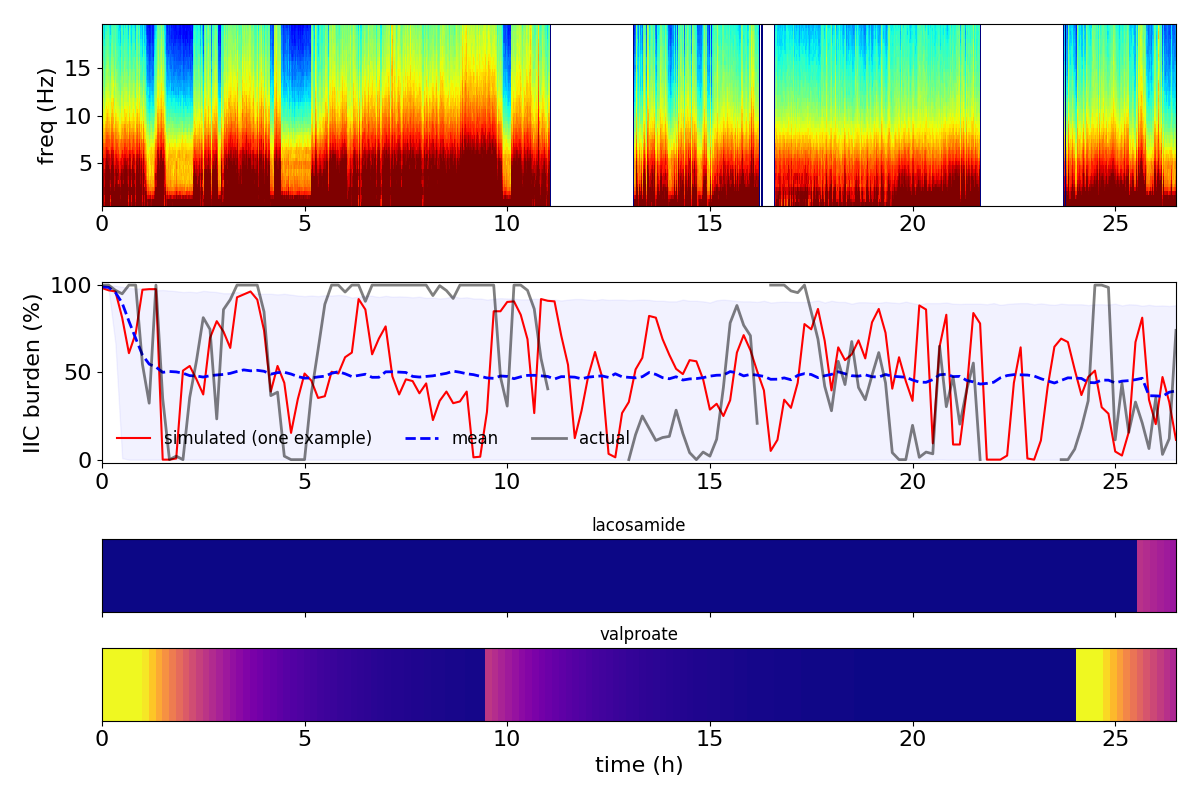 freq (Hz)
15
10
5
0 5 10 15 20 25
IIC burden (%)
100
50
0
simulated (one example) mean actual
0 5 10 15 20 25
lacosamide
valproate
0 5 10 15 20 25
time (h)